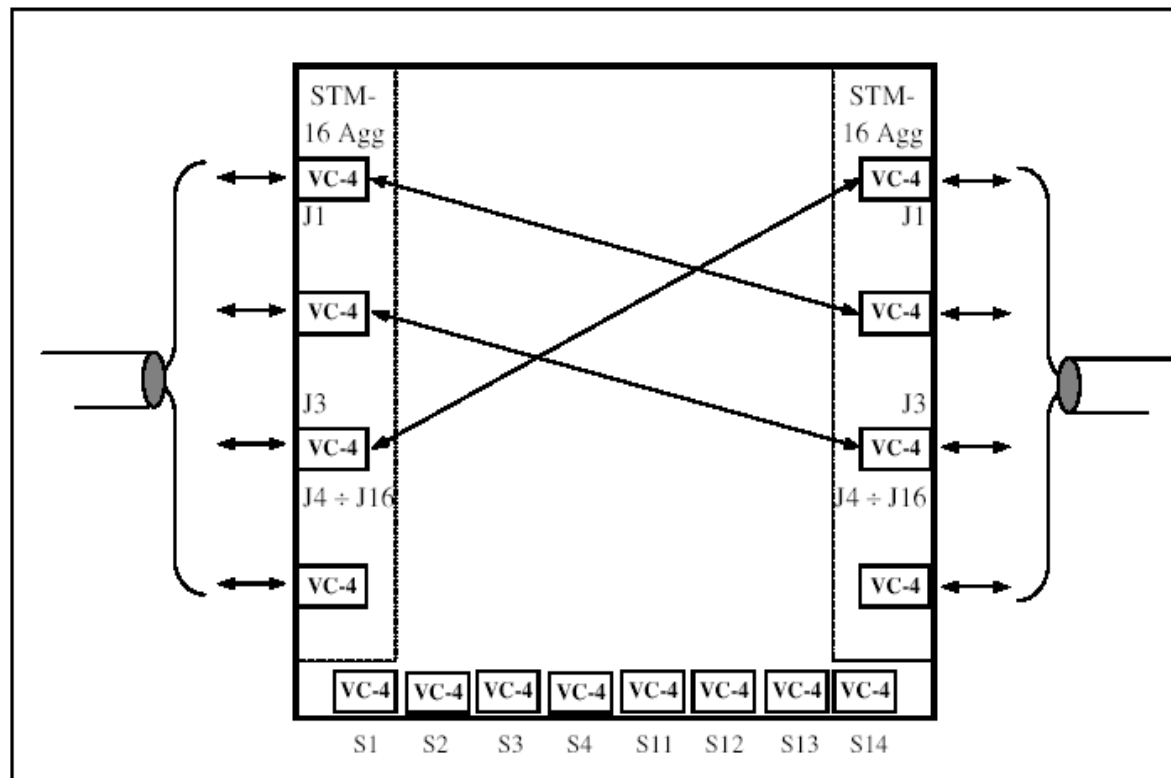 STM-
16 Agg
STM-
16 Agg
VC-4
VC-4
J1
J1
VC-4
VC-4
J3
J3
VC-4
VC-4
J4 ÷ J16
J4 ÷ J16
VC-4
VC-4
VC-4 VC-4 VC-4 VC-4 VC-4 VC-4 VC-4 VC-4
S1 S2 S3 S4 S11 S12 S13 S14